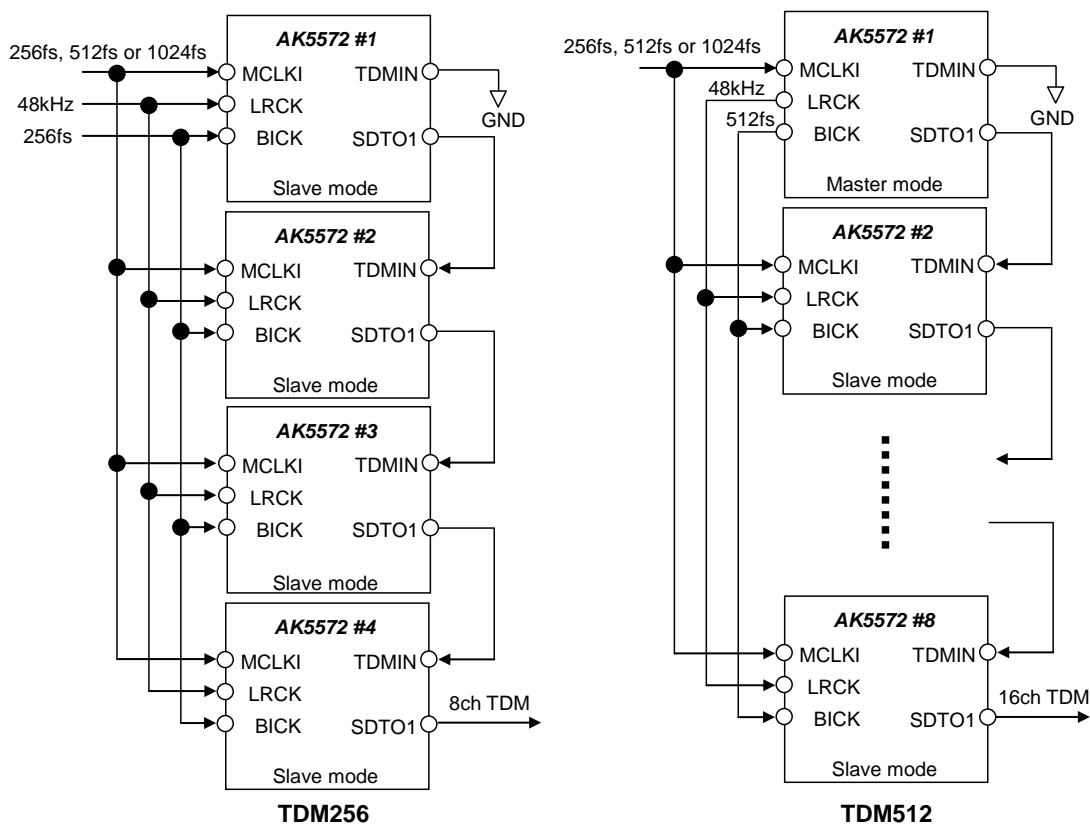 AK5572 #1
256fs, 512fs or 1024fs
MCLKI
TDMIN
48kHz
LRCK
GND
256fs
BICK
SDTO1
Slave mode
AK5572 #2
MCLKI
TDMIN
LRCK
BICK
SDTO1
Slave mode
AK5572 #3
MCLKI
TDMIN
LRCK
BICK
SDTO1
Slave mode
AK5572 #4
MCLKI
TDMIN
LRCK
8ch TDM
BICK
SDTO1
Slave mode
TDM256
AK5572 #1
256fs, 512fs or 1024fs
MCLKI
TDMIN
48kHz
LRCK
GND
512fs
BICK
SDTO1
Master mode
AK5572 #2
MCLKI
TDMIN
LRCK
BICK
SDTO1
Slave mode
AK5572 #8
MCLKI
TDMIN
LRCK
16ch TDM
BICK
SDTO1
Slave mode
TDM512